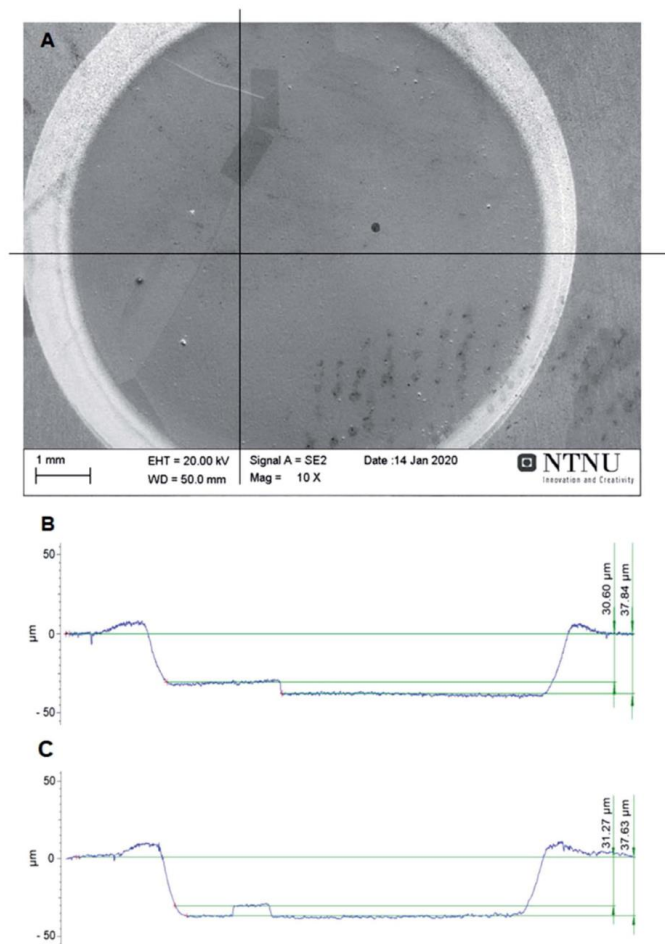 A
1 mm
EHT = 20.00 kV
WD = 50.0 mm
Signal A = SE2
Mag = 10 X
Date :14 Jan 2020
NTNU
Innovation and Creativity
B
50
0
- 50
µm
30.60 µm
37.84 µm
C
50
0
- 50
µm
31.27 µm
37.63 µm